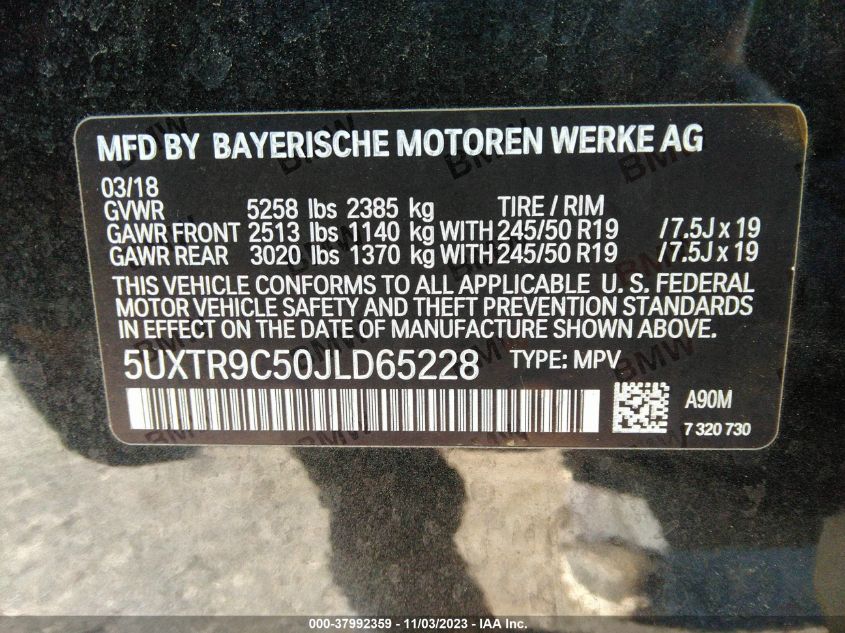 MFD BY BAYERISCHE MOTOREN WERKE AG
03/18
GVWR 5258 lbs 2385 kg TIRE / RIM
GAWR FRONT 2513 lbs 1140 kg WITH 245/50 R19 /7.5J x 19
GAWR REAR 3020 lbs 1370 kg WITH 245/50 R19 /7.5J x 19
THIS VEHICLE CONFORMS TO ALL APPLICABLE U. S. FEDERAL
MOTOR VEHICLE SAFETY AND THEFT PREVENTION STANDARDS
IN EFFECT ON THE DATE OF MANUFACTURE SHOWN ABOVE.
5UXTR9C50JLD65228 TYPE: MPV
A90M
7 320 730
000-37992359 - 11/03/2023 - IAA Inc.